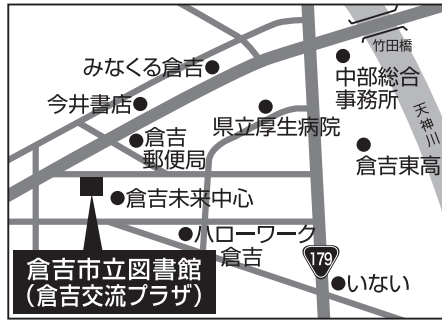 竹田橋
みなくる倉吉
中部総合
事務所
天神川
今井書店
県立厚生病院
倉吉
郵便局
倉吉東高
倉吉未来中心
ハローワーク
倉吉
倉吉市立図書館
(倉吉交流プラザ)
179
いない